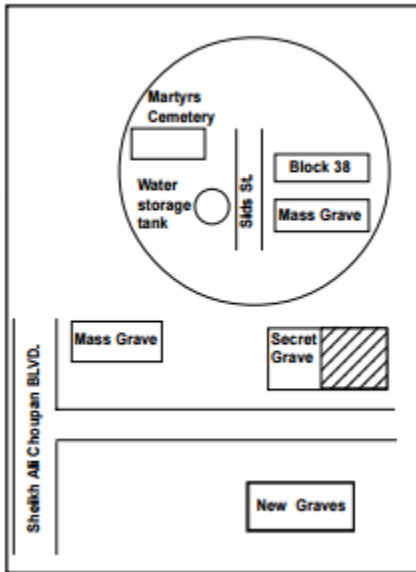 Martyrs
Cemetery
Block 38
Water
storage
tank
Sids St.
Mass Grave
Mass Grave
Secret
Grave
Sheikh Ali Choupan BLVD.
New Graves